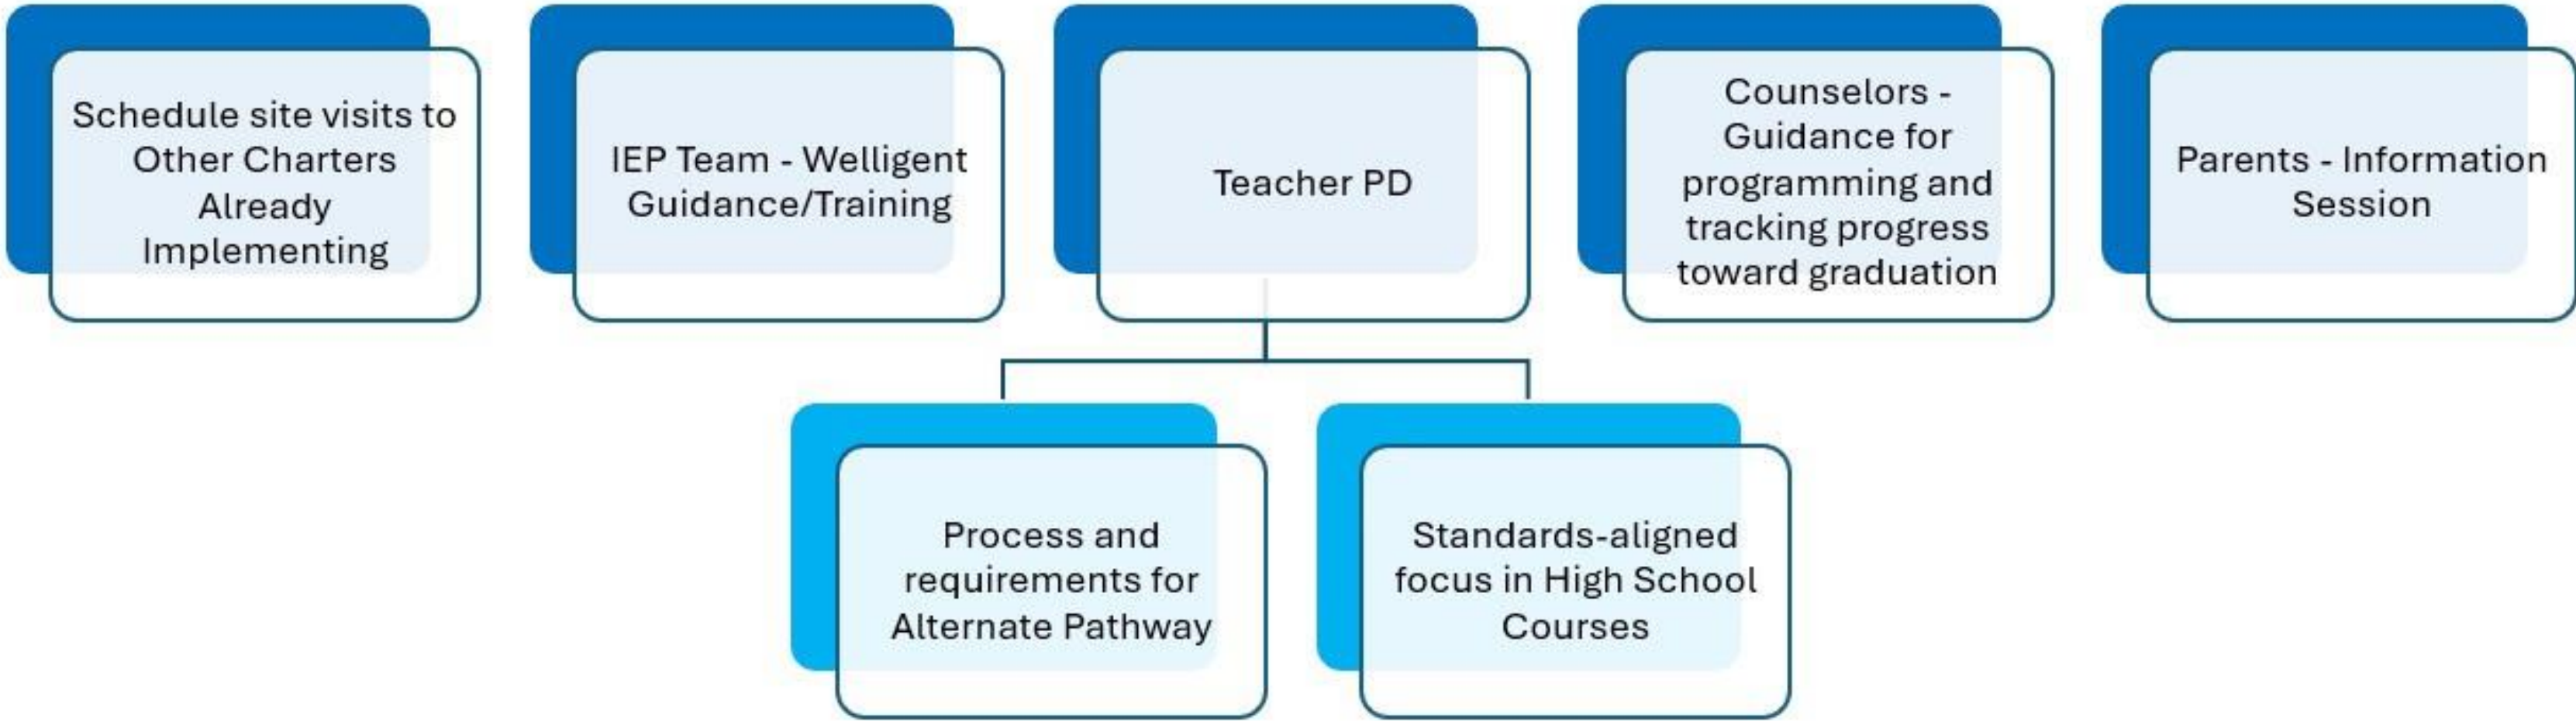 Schedule site visits to
Other Charters
Already
Implementing
IEP Team - Welligent
Guidance/Training
Teacher PD
Counselors -
Guidance for
programming and
tracking progress
toward graduation
Parents - Information
Session
Process and
requirements for
Alternate Pathway
Standards-aligned
focus in High School
Courses